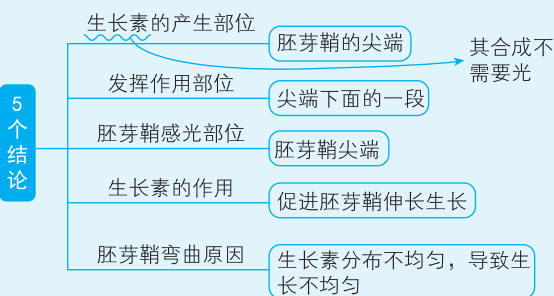 5个结论
生长素的产生部位
胚芽鞘的尖端
其合成不
需要光
发挥作用部位
尖端下面的一段
胚芽鞘感光部位
胚芽鞘尖端
生长素的作用
促进胚芽鞘伸长生长
胚芽鞘弯曲原因
生长素分布不均匀，导致生
长不均匀